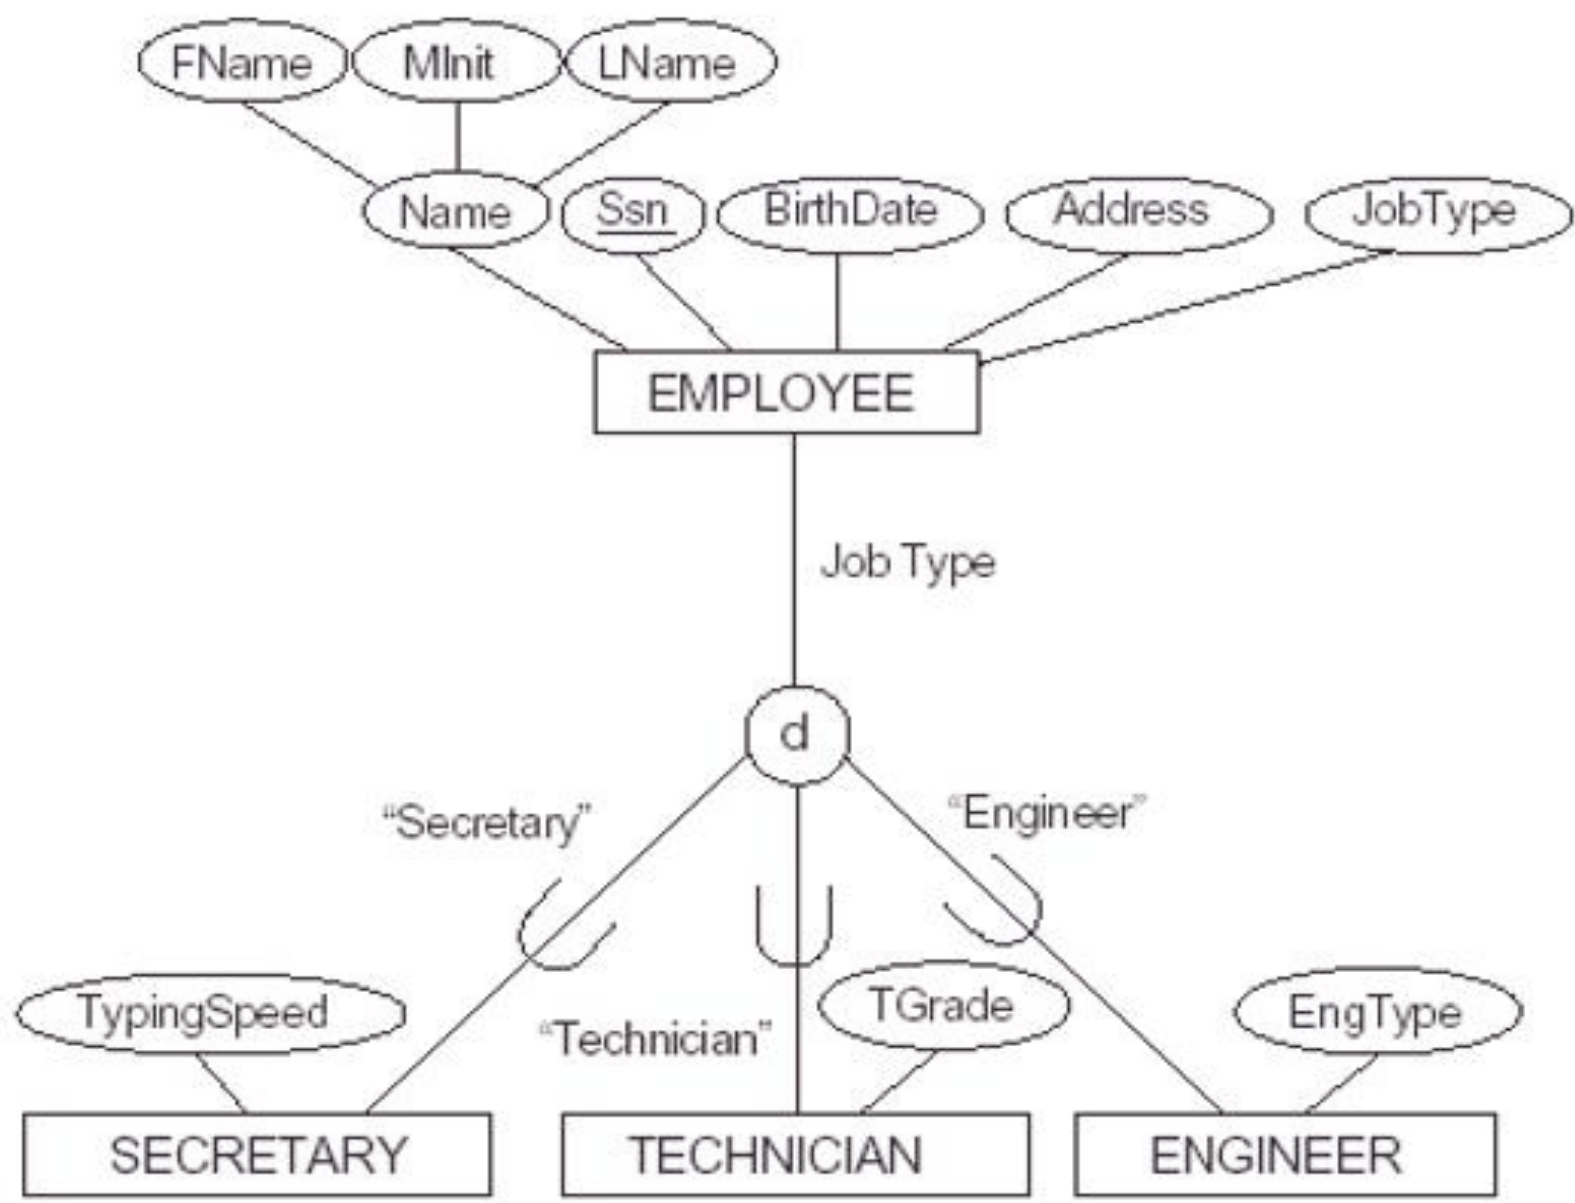 FName MInit LName
Name Ssn BirthDate Address JobType
EMPLOYEE
Job Type
d
“Secretary” “Engineer”
TypingSpeed “Technician” TGrade EngType
SECRETARY TECHNICIAN ENGINEER